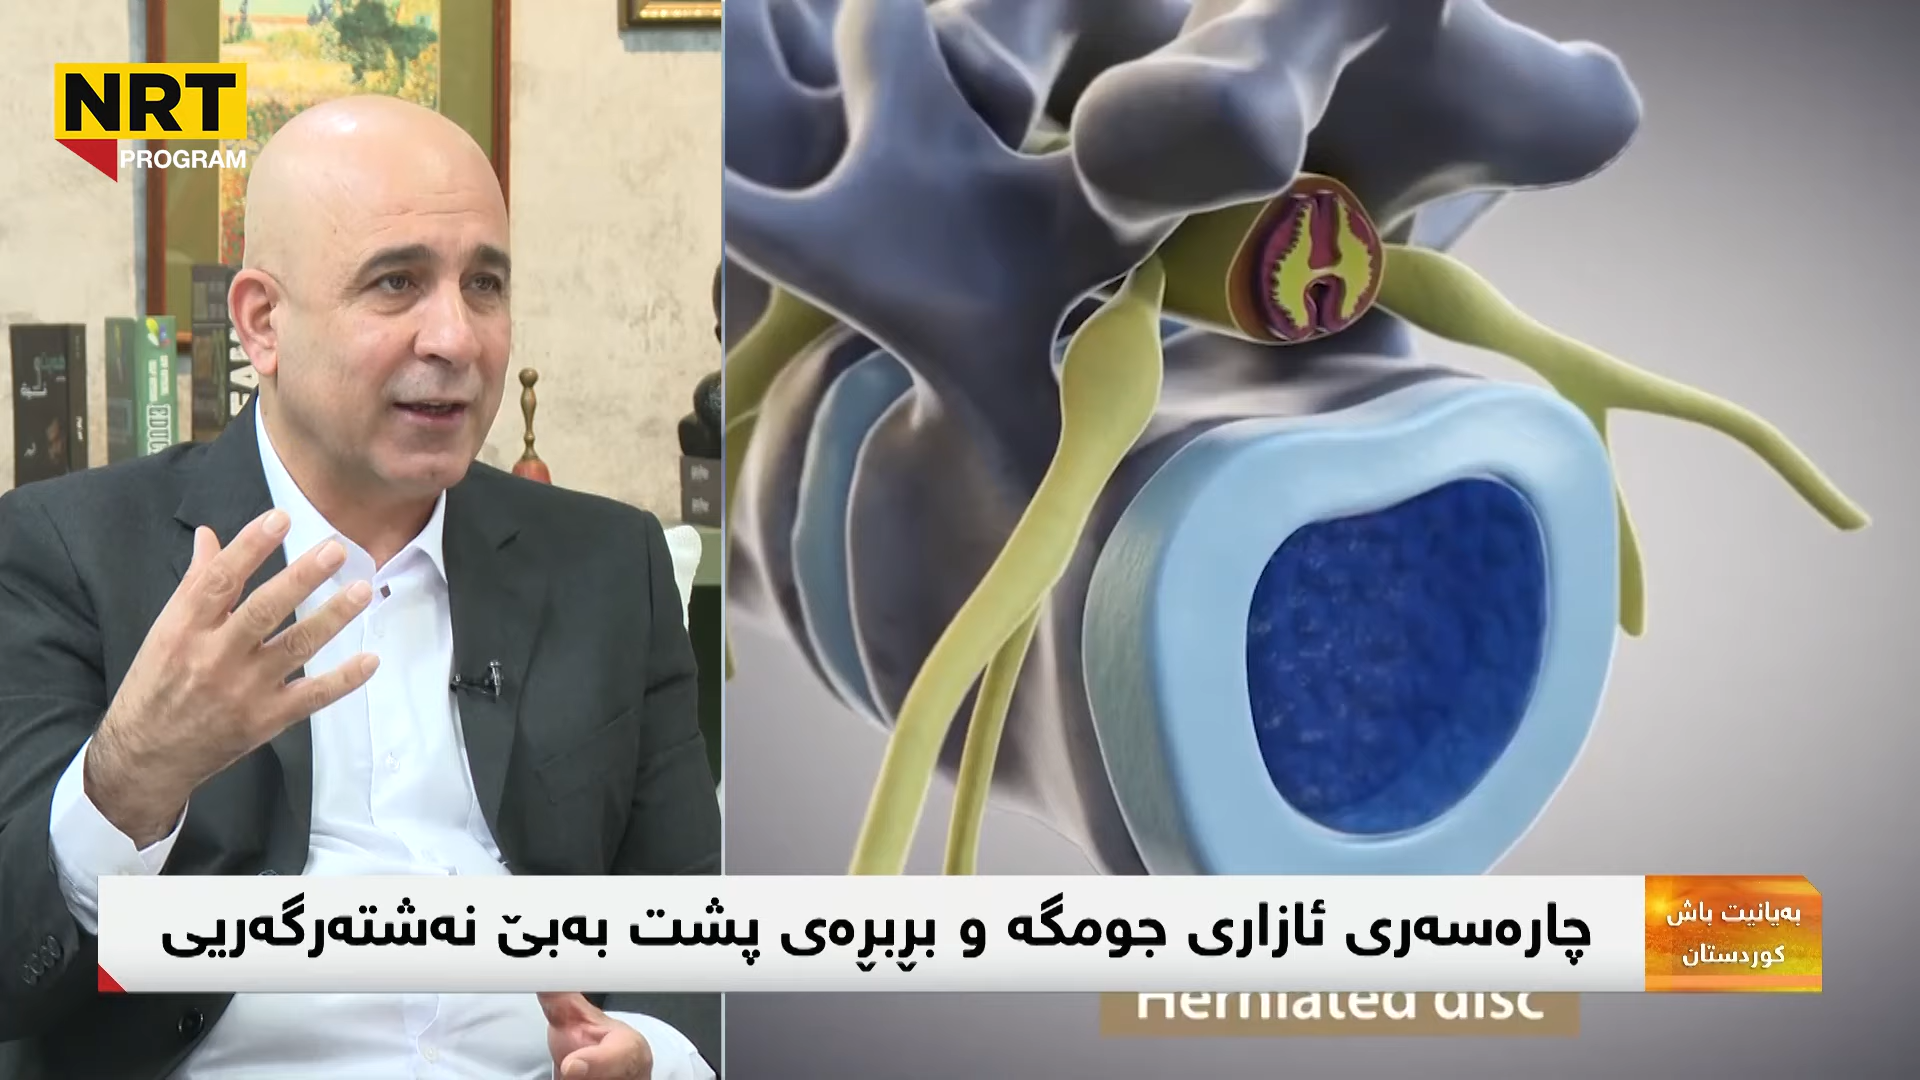 NRT
PROGRAM
چارەسەری ئازاری جومگە و بڕبڕەی پشت بەبێ نەشتەرگەریی
بەیانیت باش
کوردستان
Herniated disc